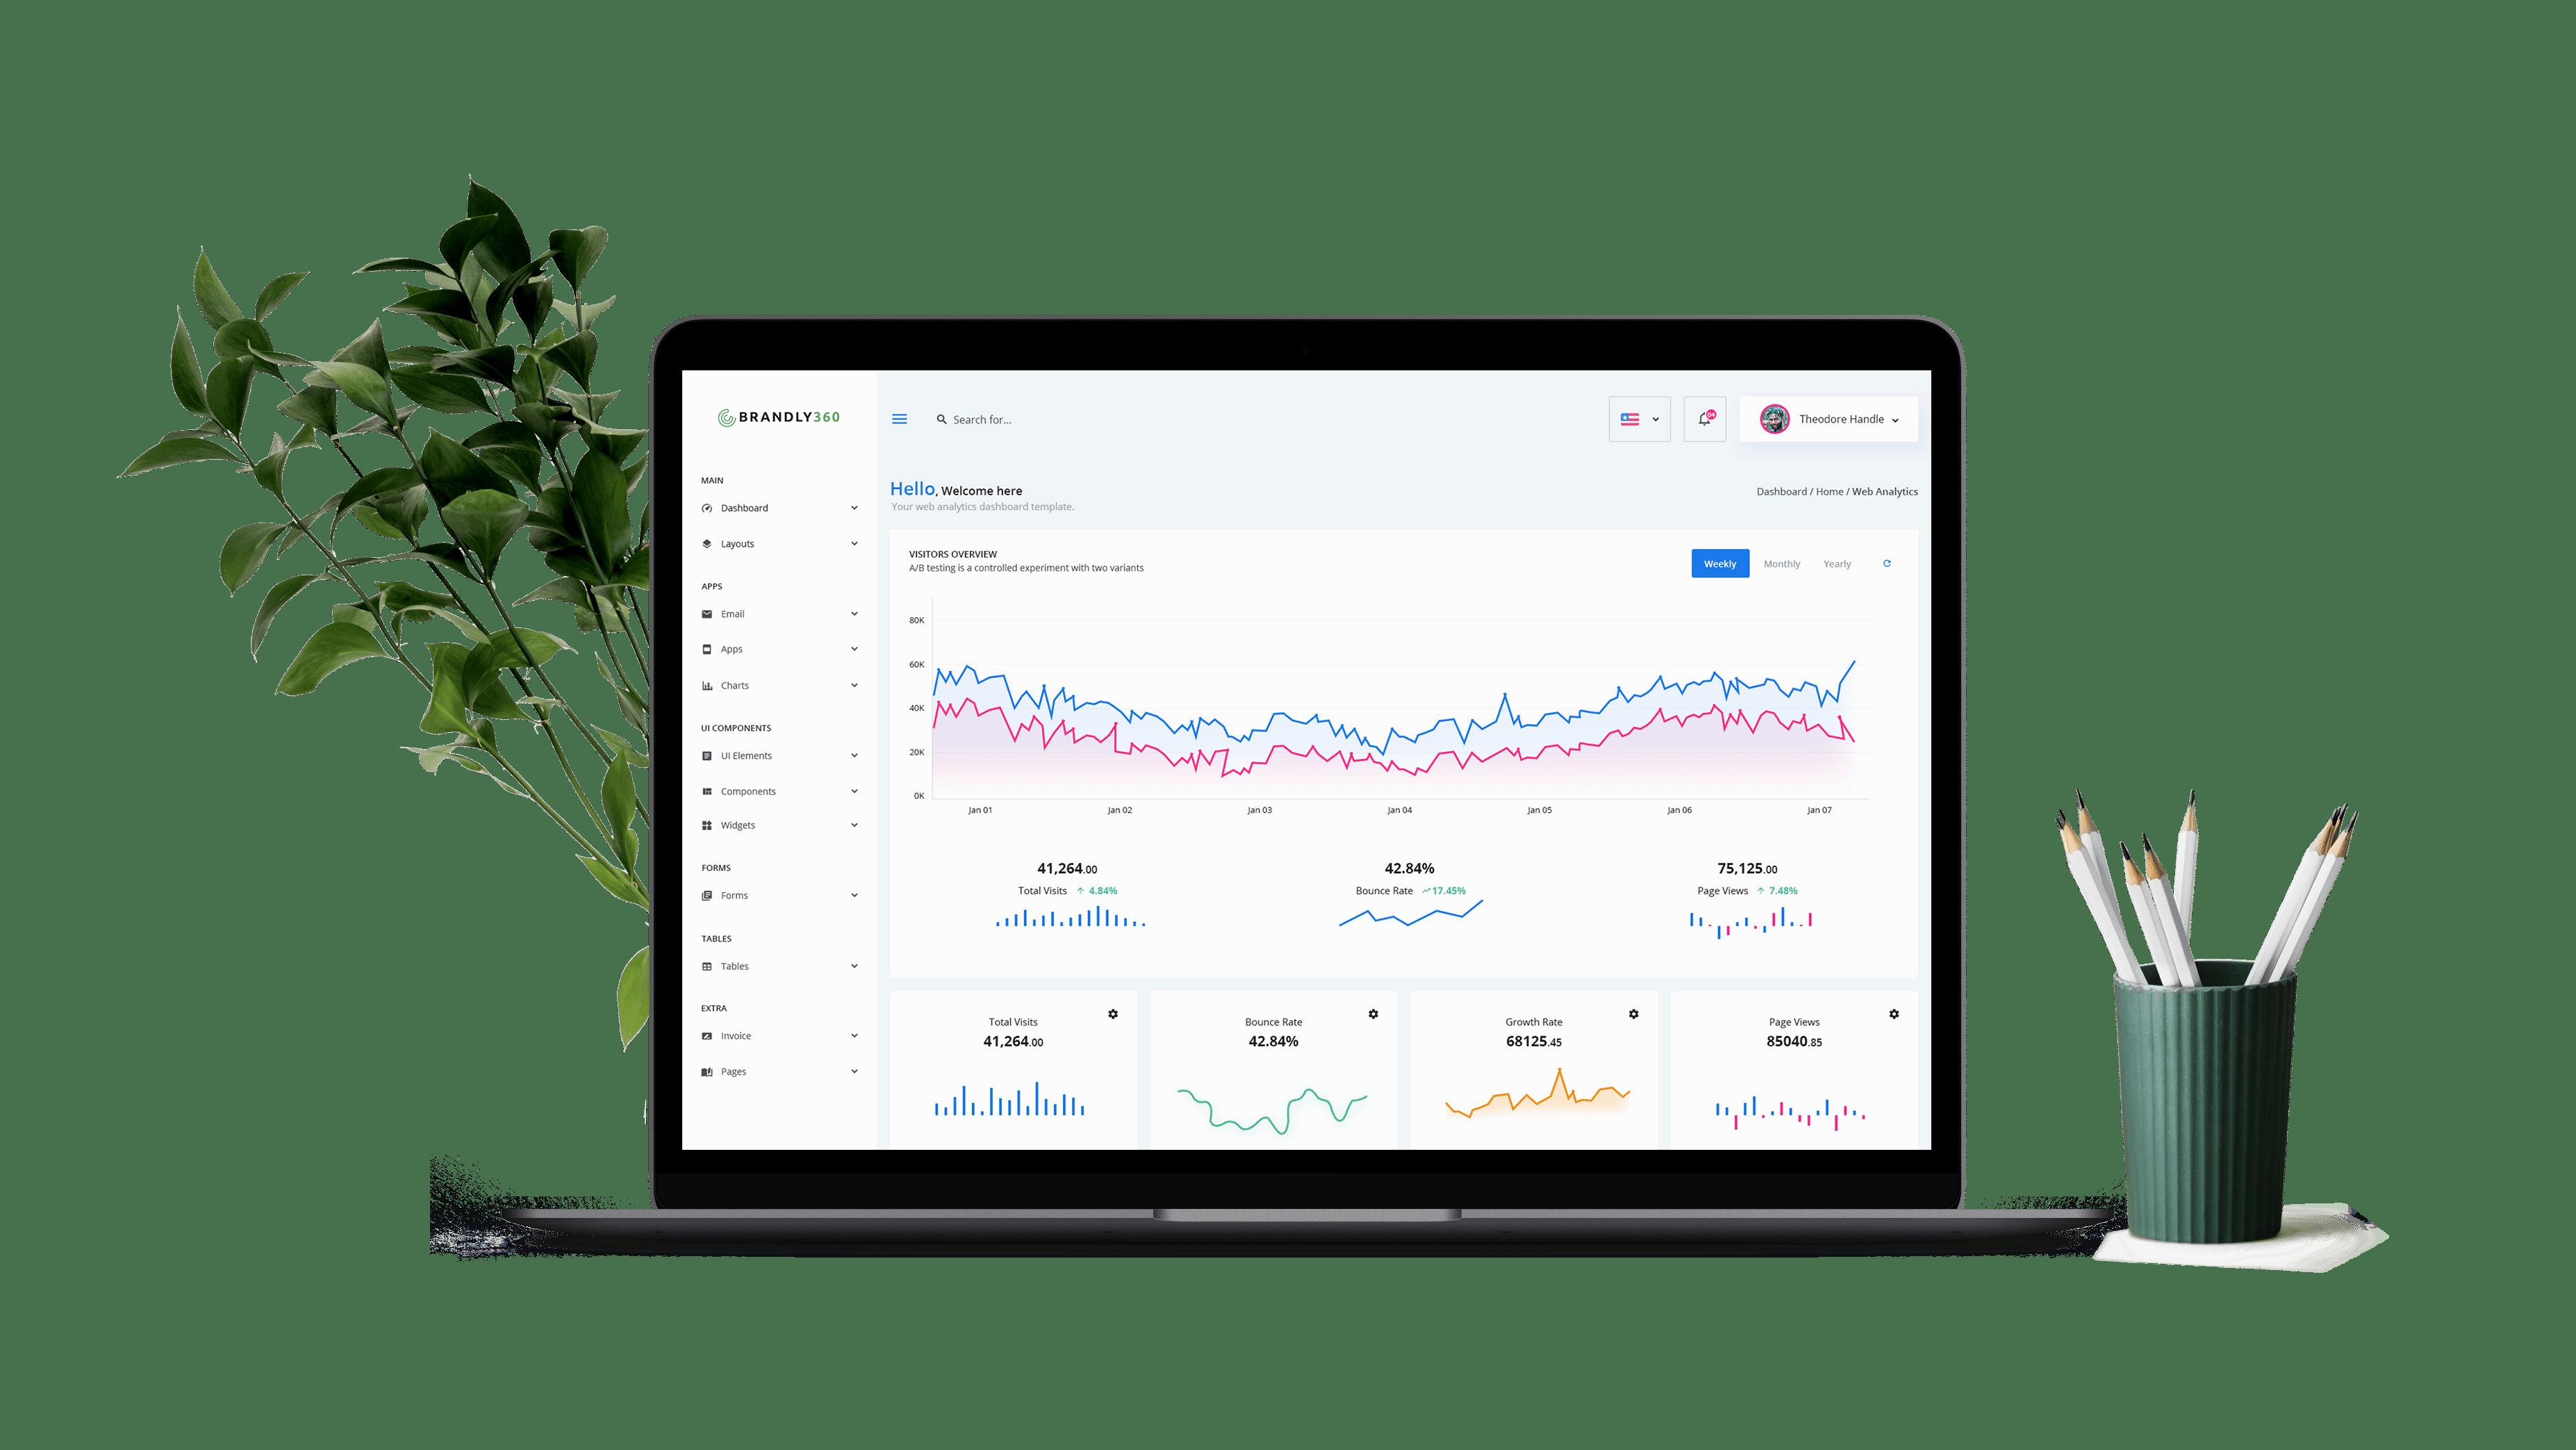 BRANDLY360
Search for...
04
Theodore Handle
MAIN
Dashboard
Layouts
APPS
Email
Apps
Charts
UI COMPONENTS
UI Elements
Components
Widgets
FORMS
Forms
TABLES
Tables
EXTRA
Invoice
Pages
Hello, Welcome here
Your web analytics dashboard template.
Dashboard / Home / Web Analytics
VISITORS OVERVIEW
A/B testing is a controlled experiment with two variants
Weekly Monthly Yearly
80K
60K
40K
20K
0K
Jan 01 Jan 02 Jan 03 Jan 04 Jan 05 Jan 06 Jan 07
41,264.00
Total Visits 4.84%
42.84%
Bounce Rate 17.45%
75,125.00
Page Views 7.48%
Total Visits
41,264.00
Bounce Rate
42.84%
Growth Rate
68125.45
Page Views
85040.85